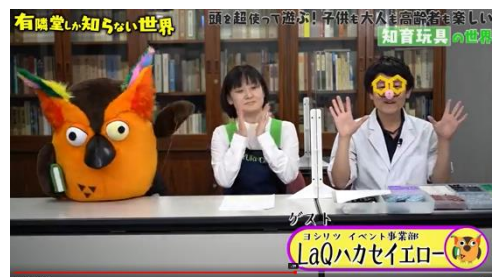 有隣堂しか知らない世界
頭を超使って遊ぶ!子供も大人も高齢者も楽しい
知育玩具の世界
ゲスト
ヨシリツ イベント事業部
LaQハカセイエロー